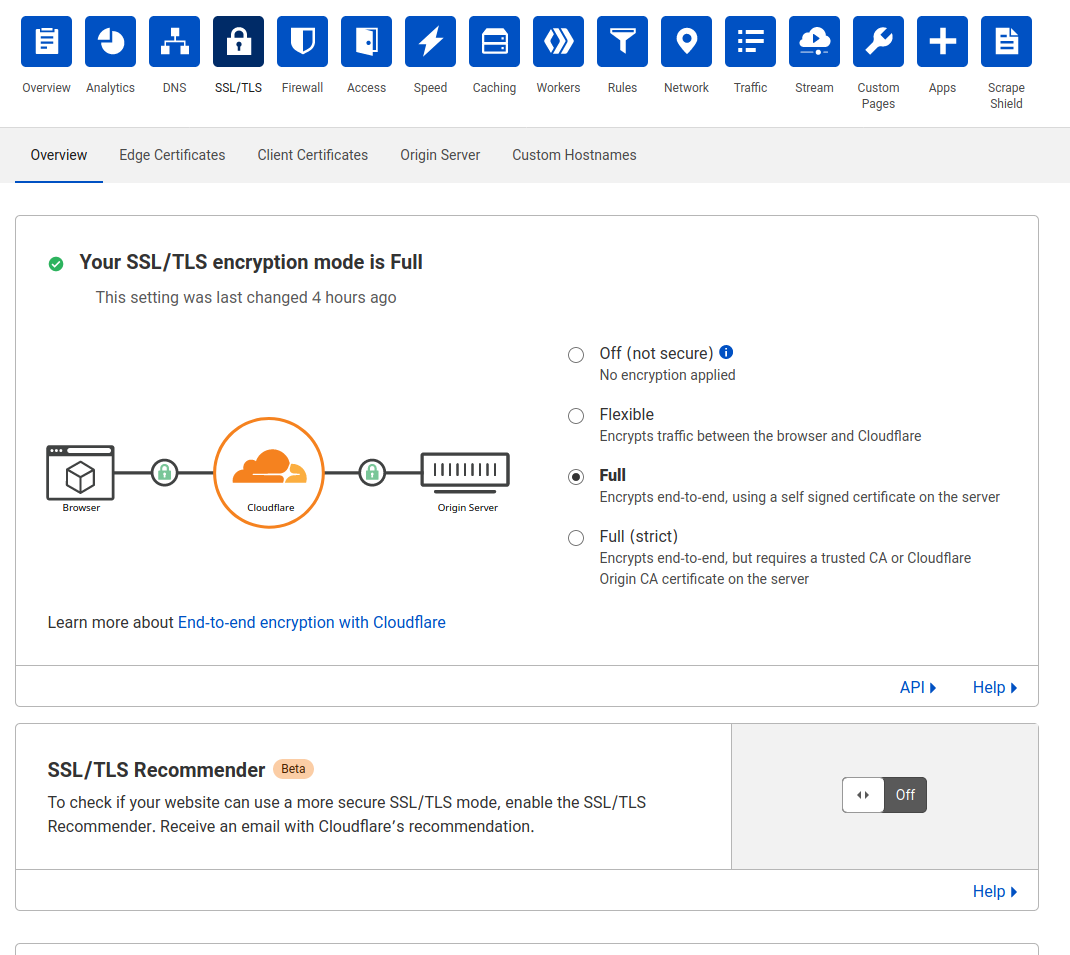 Overview Analytics DNS SSL/TLS Firewall Access Speed Caching Workers Rules Network Traffic Stream Custom Pages Apps Scrape Shield
Overview Edge Certificates Client Certificates Origin Server Custom Hostnames
Your SSL/TLS encryption mode is Full
This setting was last changed 4 hours ago
Browser
Cloudflare
Origin Server
Off (not secure)
No encryption applied
Flexible
Encrypts traffic between the browser and Cloudflare
Full
Encrypts end-to-end, using a self signed certificate on the server
Full (strict)
Encrypts end-to-end, but requires a trusted CA or Cloudflare
Origin CA certificate on the server
Learn more about End-to-end encryption with Cloudflare
API Help
SSL/TLS Recommender Beta
To check if your website can use a more secure SSL/TLS mode, enable the SSL/TLS
Recommender. Receive an email with Cloudflare’s recommendation.
Off
Help